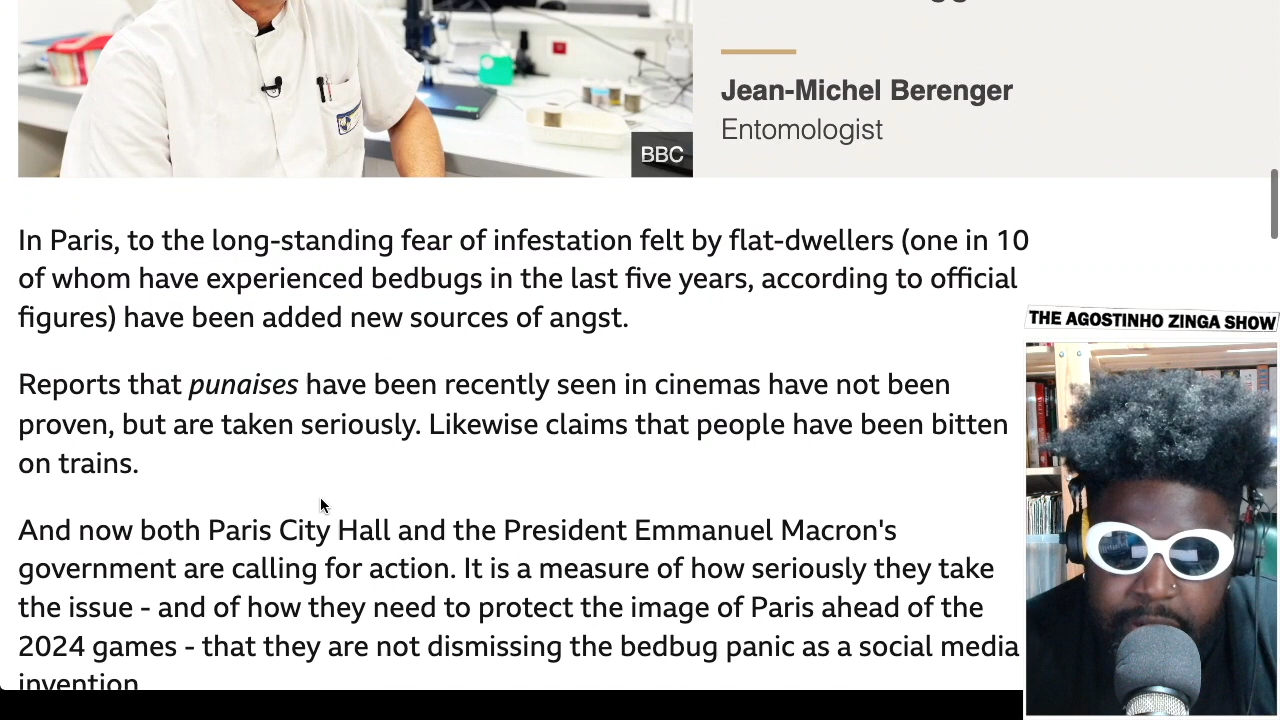 Jean-Michel Berenger
Entomologist
BBC
In Paris, to the long-standing fear of infestation felt by flat-dwellers (one in 10
of whom have experienced bedbugs in the last five years, according to official
figures) have been added new sources of angst.
Reports that punaises have been recently seen in cinemas have not been
proven, but are taken seriously. Likewise claims that people have been bitten
on trains.
And now both Paris City Hall and the President Emmanuel Macron's
government are calling for action. It is a measure of how seriously they take
the issue - and of how they need to protect the image of Paris ahead of the
2024 games - that they are not dismissing the bedbug panic as a social media
invention
THE AGOSTINHO ZINGA SHOW